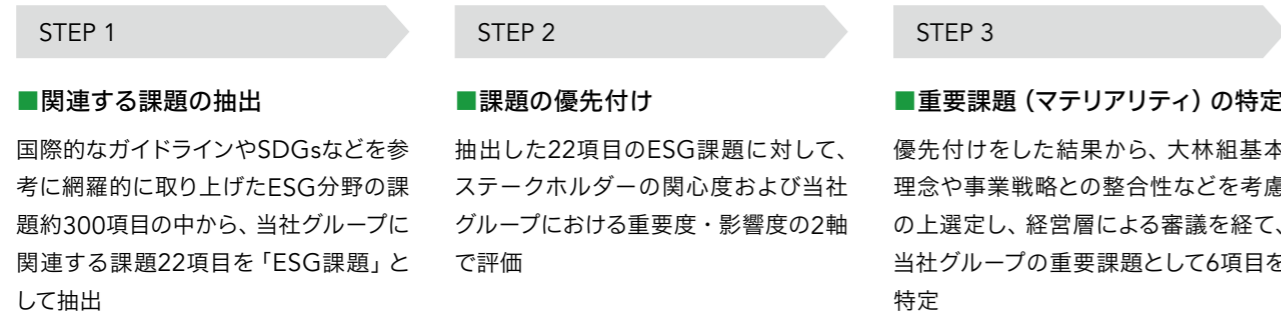 STEP 1
■関連する課題の抽出
国際的なガイドラインやSDGsなどを参
考に網羅的に取り上げたESG分野の課
題約300項目の中から、当社グループに
関連する課題22項目を「ESG課題」と
して抽出
STEP 2
■課題の優先付け
抽出した22項目のESG課題に対して、
ステークホルダーの関心度および当社
グループにおける重要度・影響度の2軸
で評価
STEP 3
■重要課題（マテリアリティ）の特定
優先付けをした結果から、大林組基本
理念や事業戦略との整合性などを考慮
の上選定し、経営層による審議を経て、
当社グループの重要課題として6項目を
特定